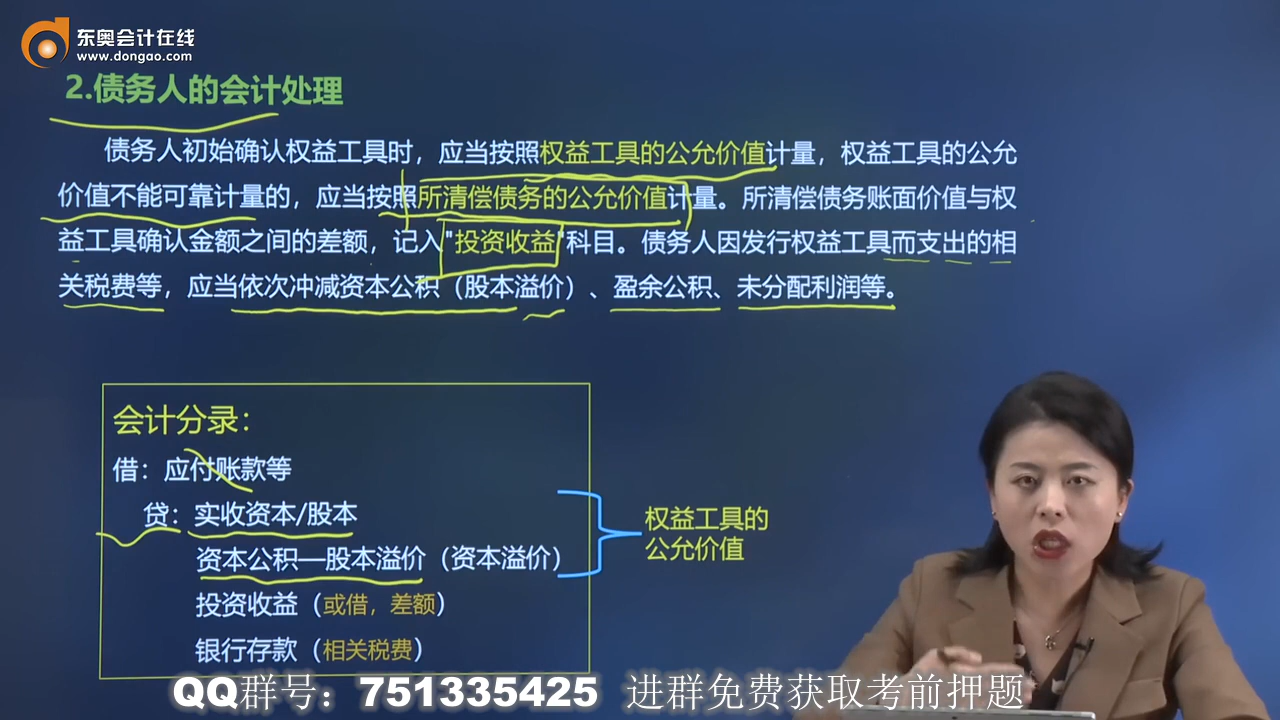 东奥会计在线
www.dongao.com
2.债务人的会计处理
债务人初始确认权益工具时，应当按照权益工具的公允价值计量，权益工具的公允
价值不能可靠计量的，应当按照所清偿债务的公允价值计量。所清偿债务账面价值与权
益工具确认金额之间的差额，记入"投资收益"科目。债务人因发行权益工具而支出的相
关税费等，应当依次冲减资本公积（股本溢价）、盈余公积、未分配利润等。
会计分录：
借：应付账款等
贷：实收资本/股本
资本公积—股本溢价（资本溢价）
权益工具的
公允价值
投资收益（或借，差额）
银行存款（相关税费）
QQ群号：751335425 进群免费获取考前押题